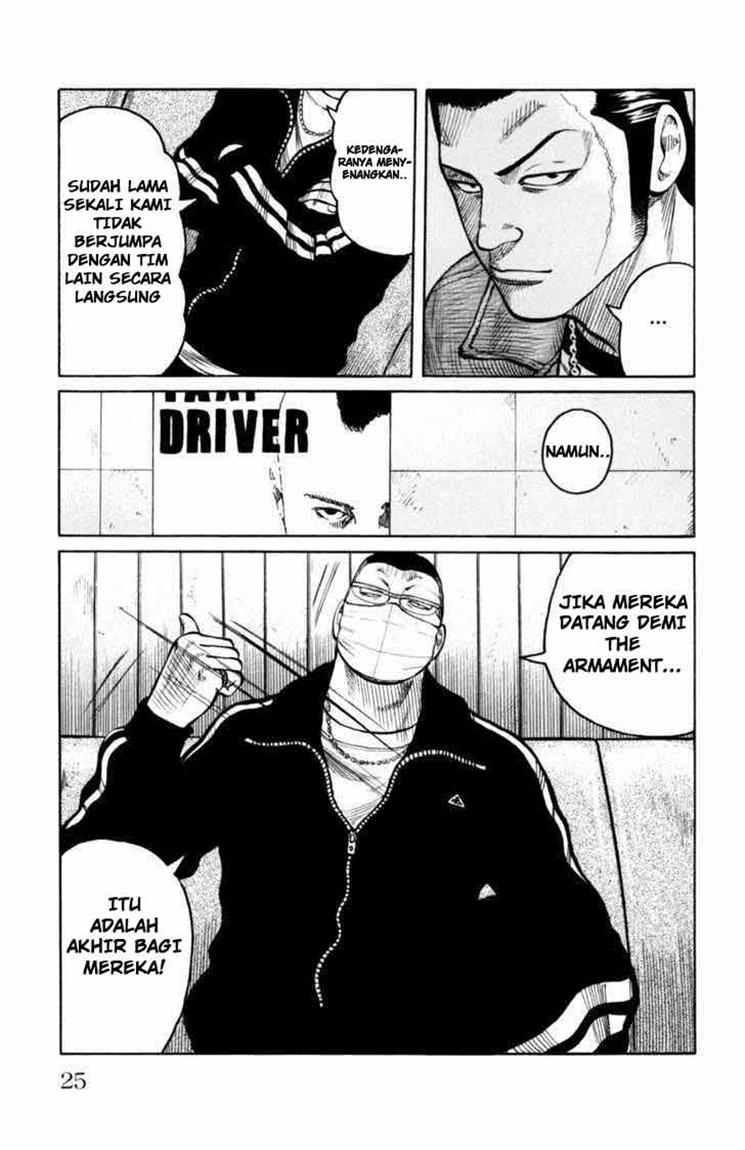 ...
KEDENGA-
RANYA MENY-
ENANGKAN..
SUDAH LAMA
SEKALI KAMI
TIDAK
BERJUMPA
DENGAN TIM
LAIN SECARA
LANGSUNG
TAXI
DRIVER
NAMUN..
JIKA MEREKA
DATANG DEMI
THE
ARMAMENT...
ITU
ADALAH
AKHIR BAGI
MEREKA!
25